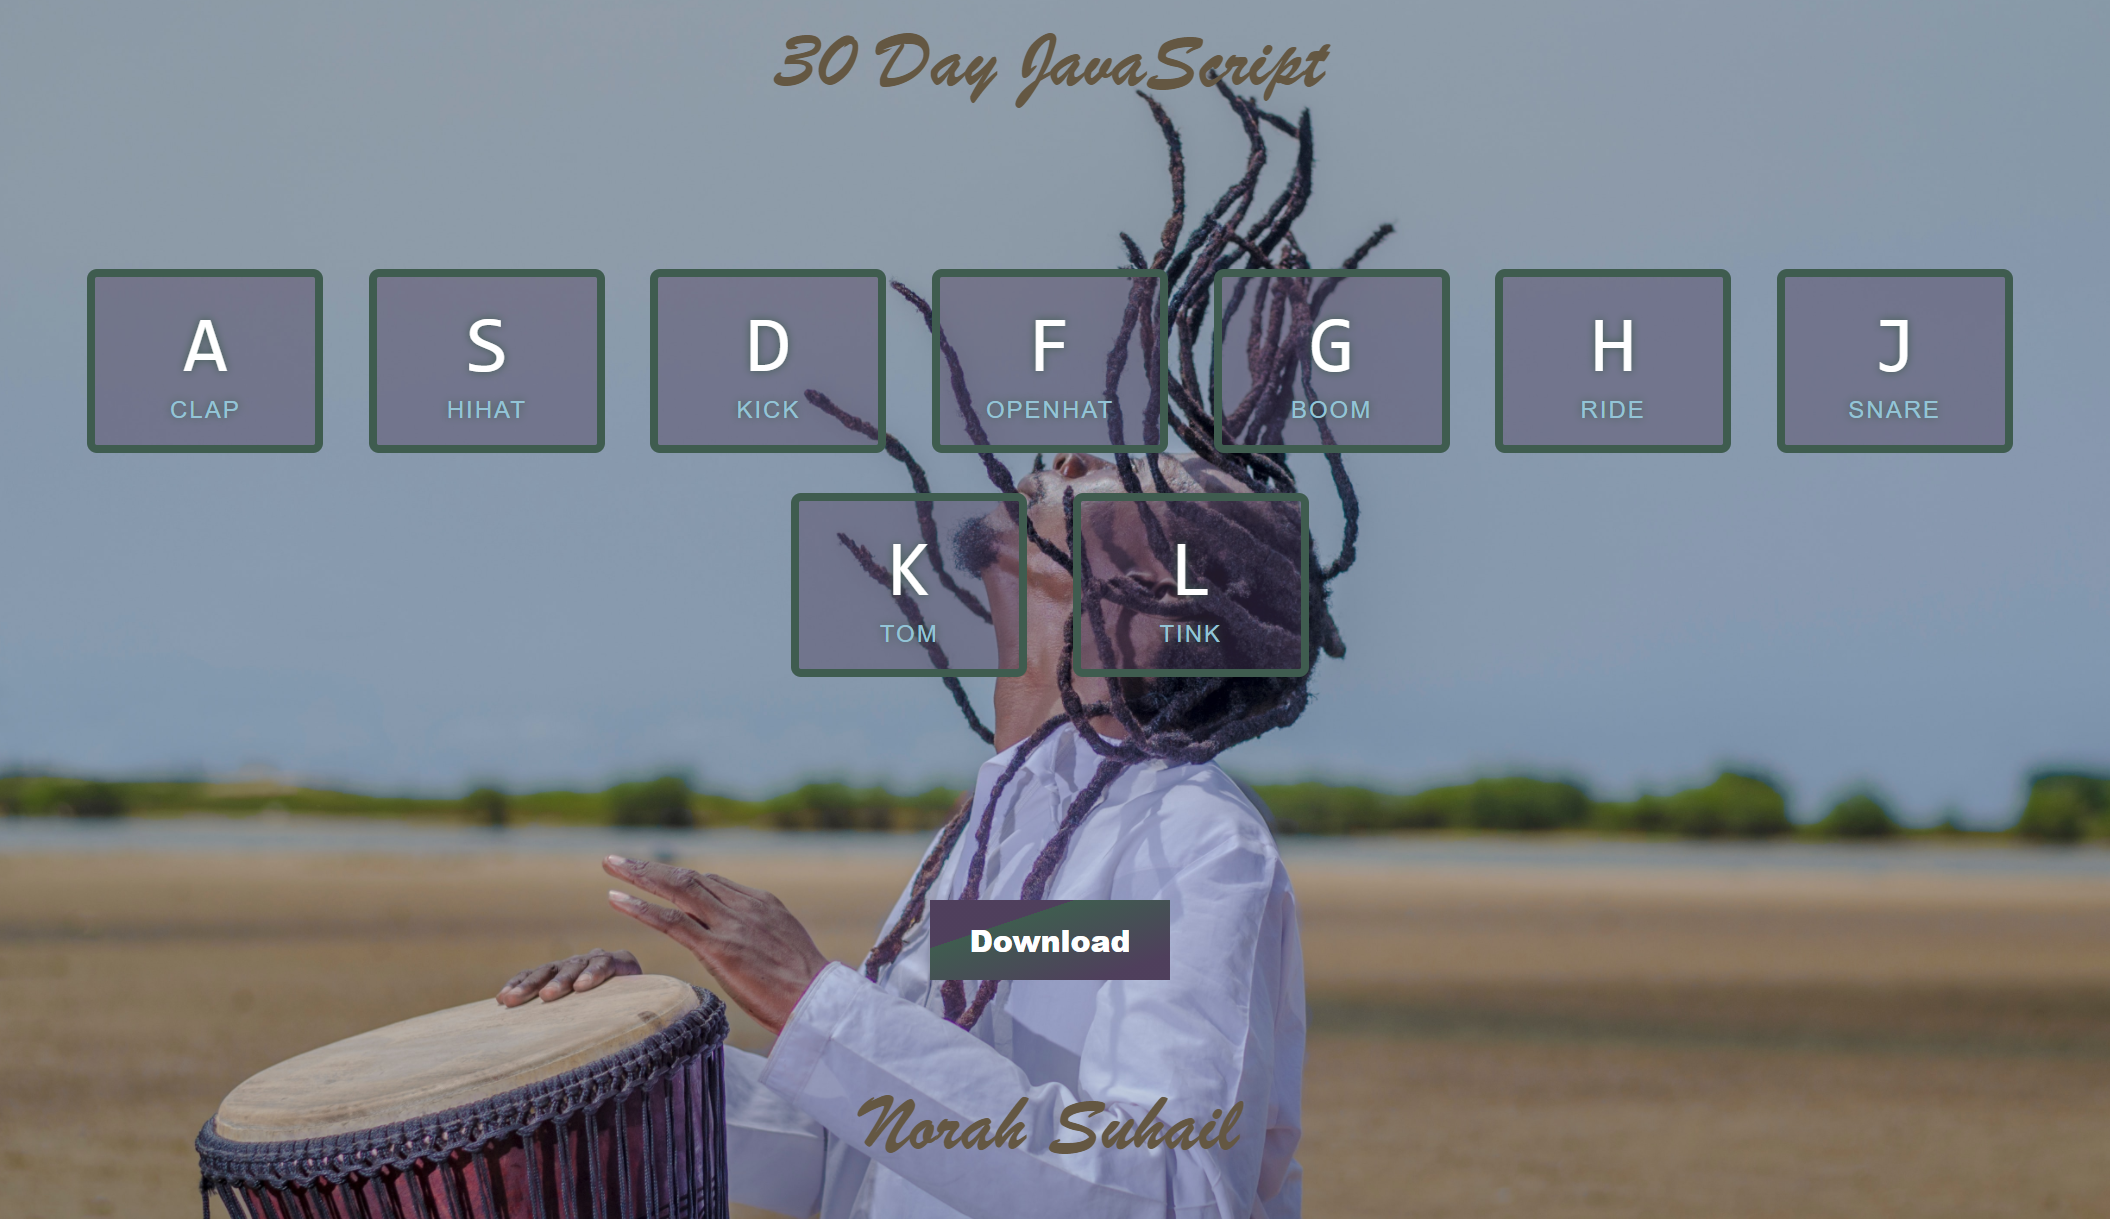 30 Day JavaScript
A S D F G H J
CLAP HIHAT KICK OPENHAT BOOM RIDE SNARE
K L
TOM TINK
Download
Norah Suhail